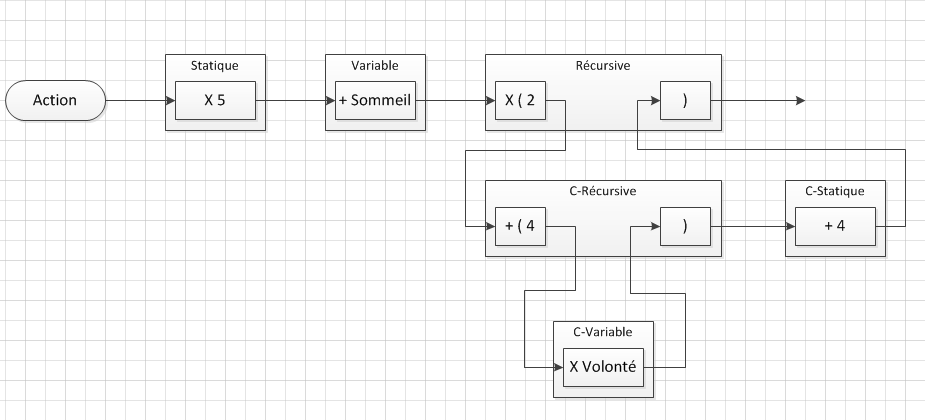 Action
Statique
X 5
Variable
+ Sommeil
Récursive
X ( 2
)
C-Récursive
+ ( 4
)
C-Statique
+ 4
C-Variable
X Volonté